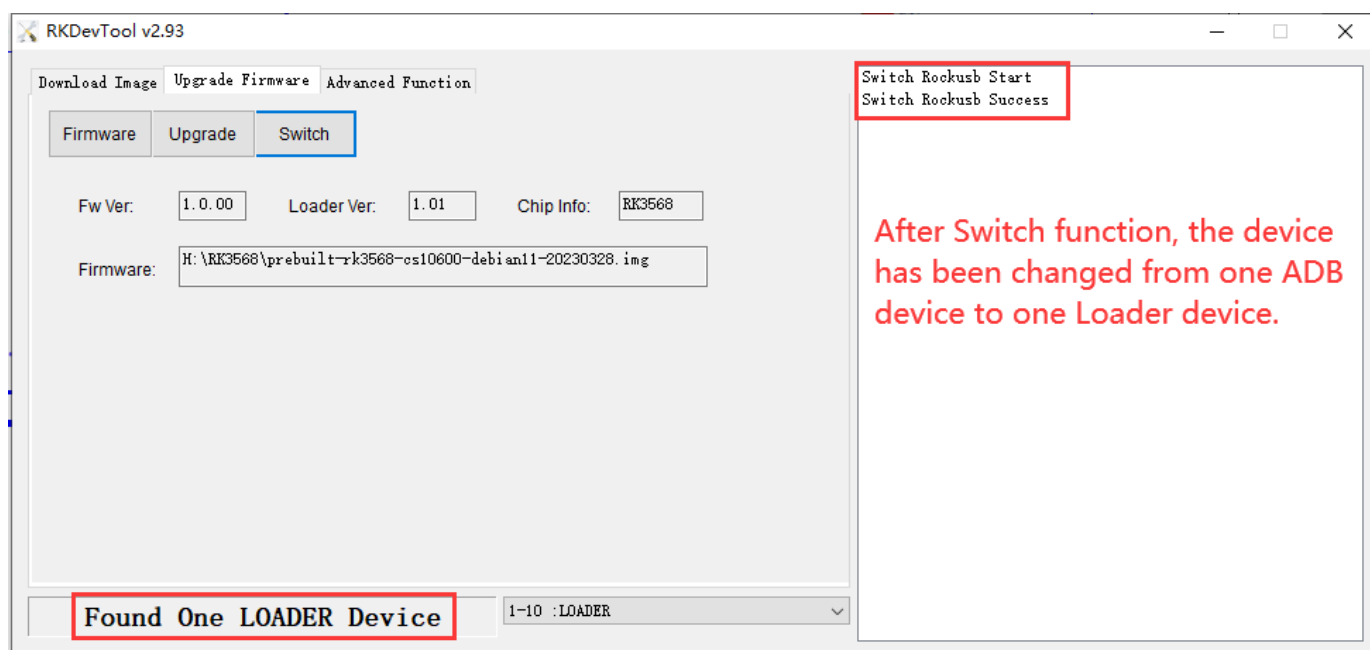 RKDevTool v2.93
Download Image Upgrade Firmware Advanced Function
Firmware Upgrade Switch
Fw Ver: 1.0.00 Loader Ver: 1.01 Chip Info: RK3568
Firmware: H:\RK3568\prebuilt-rk3568-cs10600-debian11-20230328.img
Found One LOADER Device
1-10 :LOADER
Switch Rockusb Start
Switch Rockusb Success
After Switch function, the device
has been changed from one ADB
device to one Loader device.